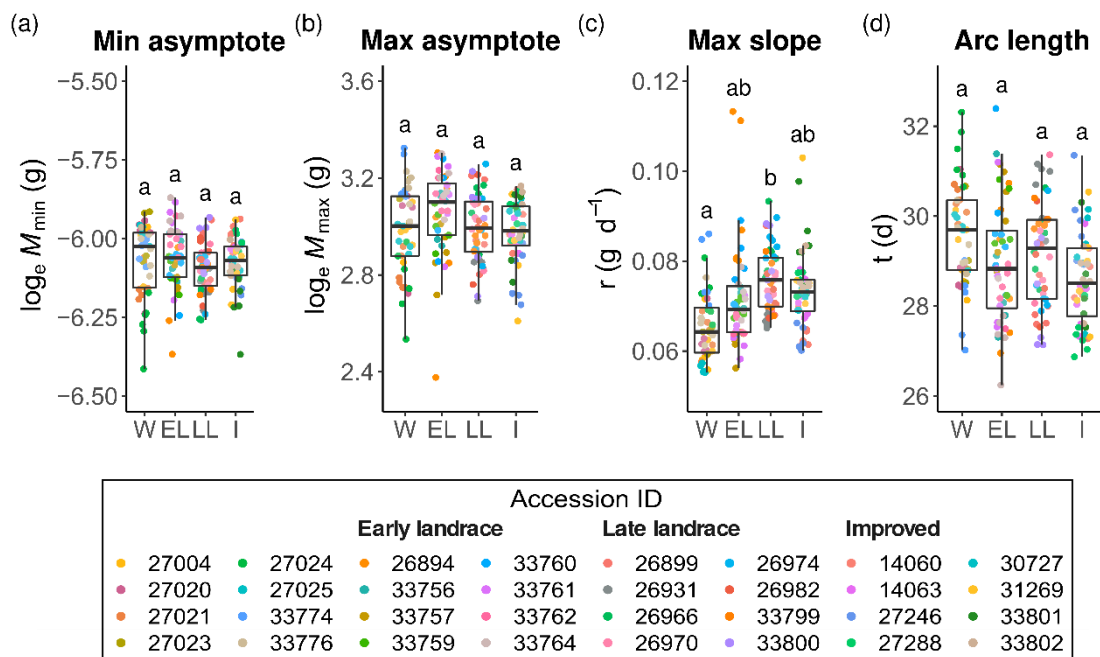 (a) Min asymptote
(b) Max asymptote
(c) Max slope
(d) Arc length
logₑ Mmin (g)
−5.50
−5.75
−6.00
−6.25
−6.50
a a a a
W EL LL I
logₑ Mmax (g)
3.6
3.2
2.8
2.4
a a a a
W EL LL I
r (g d⁻¹)
0.12
0.10
0.08
0.06
a ab b ab
W EL LL I
t (d)
32
30
28
26
a a a a
W EL LL I
Accession ID
Early landrace Late landrace Improved
27004 27024 26894 33760 26899 26974 14060 30727
27020 27025 33756 33761 26931 26982 14063 31269
27021 33774 33757 33762 26966 33799 27246 33801
27023 33776 33759 33764 26970 33800 27288 33802